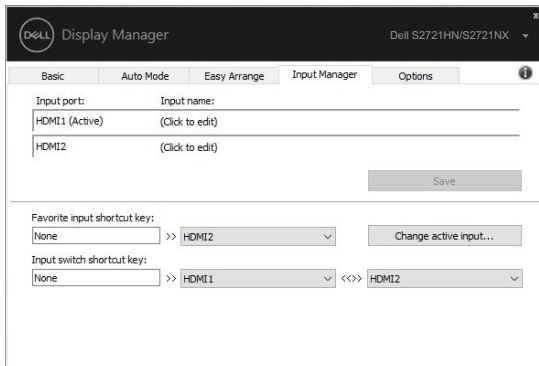 DELL Display Manager Dell S2721HN/S2721NX
x
Basic Auto Mode Easy Arrange Input Manager Options i
Input port: Input name:
HDMI1 (Active) (Click to edit)
HDMI2 (Click to edit)
Save
Favorite input shortcut key:
None >> HDMI2 Change active input...
Input switch shortcut key:
None >> HDMI1 <<>> HDMI2